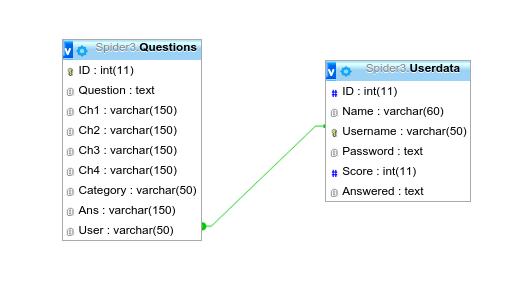 Spider3.Questions
ID : int(11)
Question : text
Ch1 : varchar(150)
Ch2 : varchar(150)
Ch3 : varchar(150)
Ch4 : varchar(150)
Category : varchar(50)
Ans : varchar(150)
User : varchar(50)
Spider3.Userdata
ID : int(11)
Name : varchar(60)
Username : varchar(50)
Password : text
Score : int(11)
Answered : text